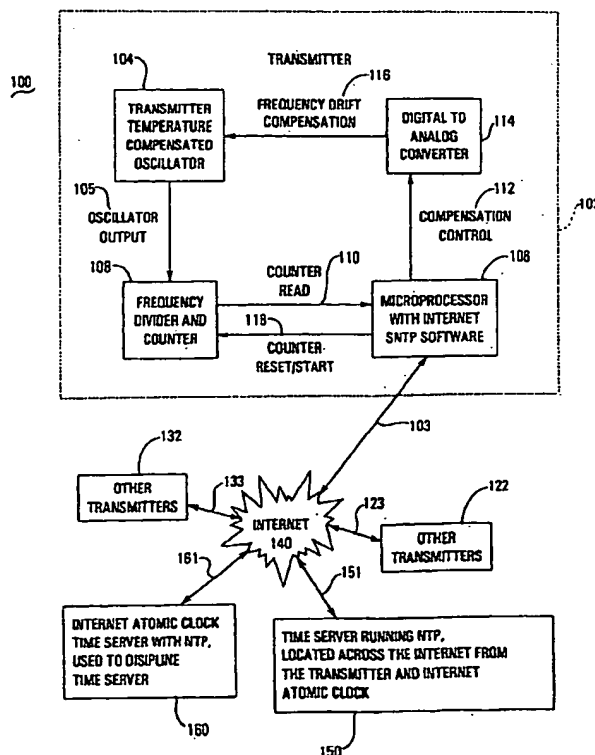 100
104
TRANSMITTER
116
TRANSMITTER
TEMPERATURE
COMPENSATED
OSCILLATOR
FREQUENCY DRIFT
COMPENSATION
DIGITAL TO
ANALOG
CONVERTER
114
105
OSCILLATOR
OUTPUT
112
COMPENSATION
CONTROL
102
108
COUNTER
READ
110
108
FREQUENCY
DIVIDER AND
COUNTER
118
COUNTER
RESET/START
MICROPROCESSOR
WITH INTERNET
SNTP SOFTWARE
103
132
OTHER
TRANSMITTERS
133
INTERNET
140
123
122
OTHER
TRANSMITTERS
161
151
INTERNET ATOMIC CLOCK
TIME SERVER WITH NTP,
USED TO DISIPLINE
TIME SERVER
160
TIME SERVER RUNNING NTP,
LOCATED ACROSS THE INTERNET FROM
THE TRANSMITTER AND INTERNET
ATOMIC CLOCK
150